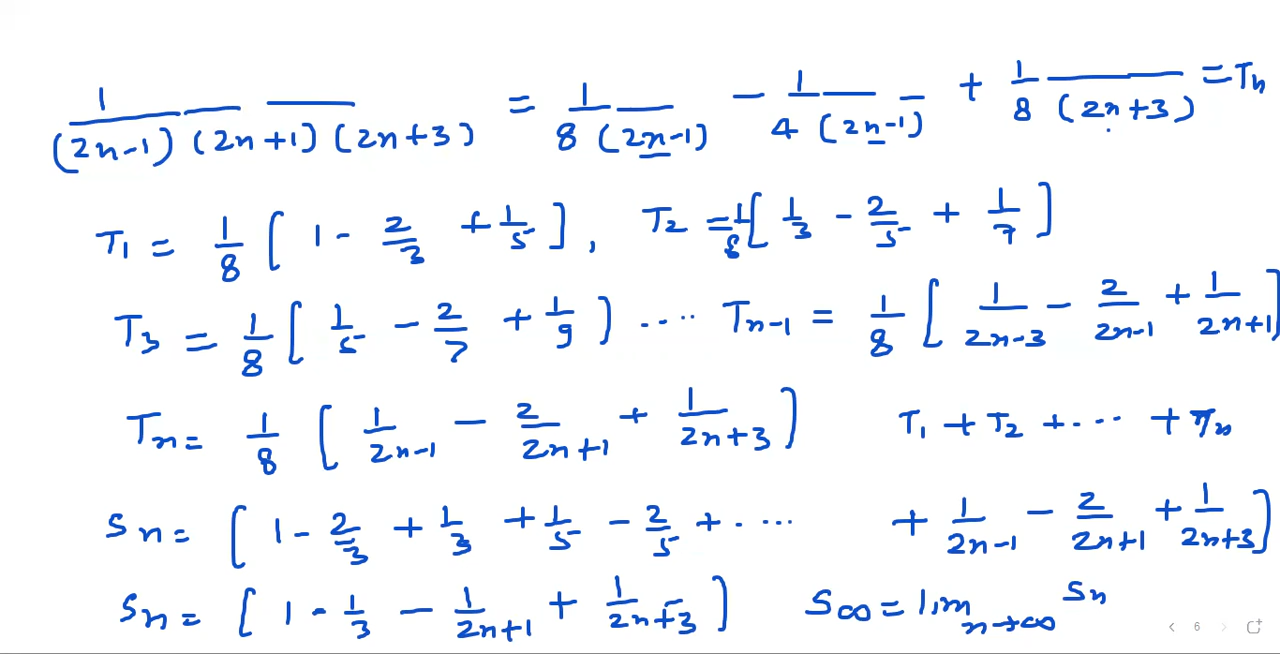 1/((2n-1)(2n+1)(2n+3)) = 1/(8(2n-1)) - 1/(4(2n-1)) + 1/(8(2n+3)) = Tn
T1 = 1/8 [1 - 2/3 + 1/5], T2 = 1/8 [1/3 - 2/5 + 1/7]
T3 = 1/8 [1/5 - 2/7 + 1/9] .... Tn-1 = 1/8 [1/(2n-3) - 2/(2n-1) + 1/(2n+1)]
Tn = 1/8 [1/(2n-1) - 2/(2n+1) + 1/(2n+3)] T1 + T2 + ... + Tn
Sn = [1 - 2/3 + 1/3 + 1/5 - 2/5 + .... + 1/(2n-1) - 2/(2n+1) + 1/(2n+3)]
Sn = [1 - 1/3 - 1/(2n+1) + 1/(2n+3)] S∞ = lim n→∞ Sn
6